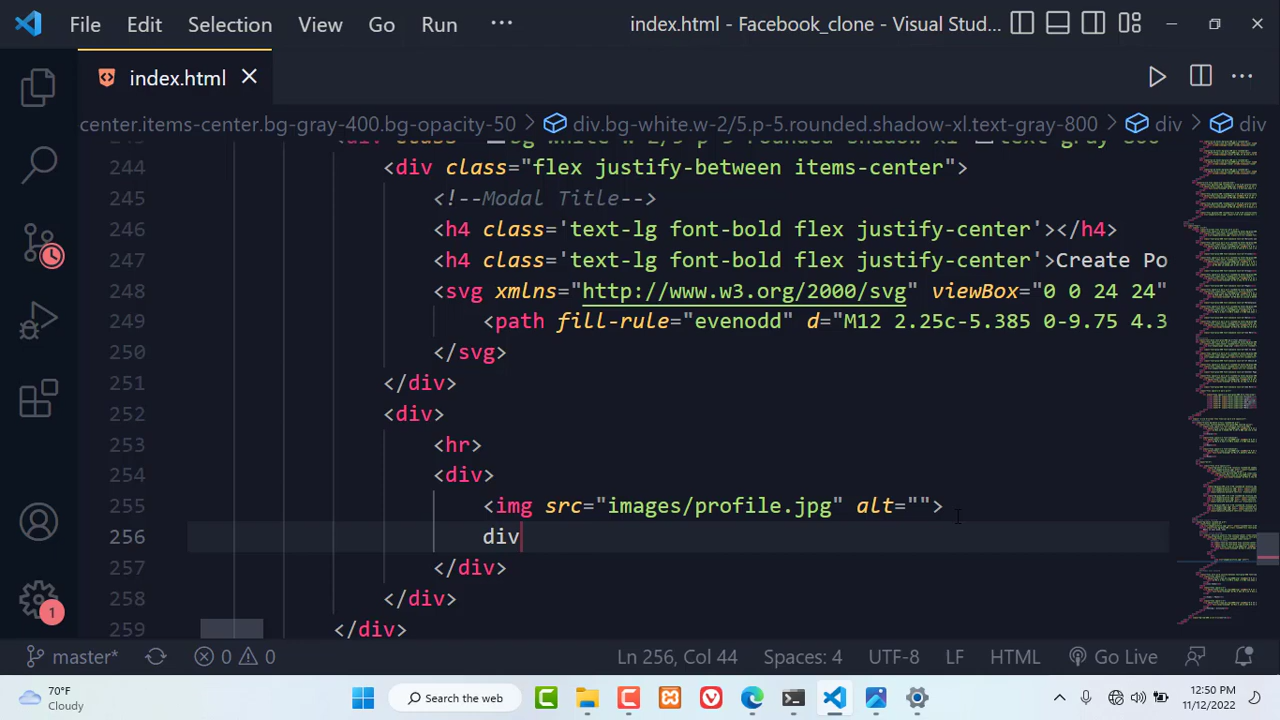 File Edit Selection View Go Run ··· index.html - Facebook_clone - Visual Stud...
index.html
center.items-center.bg-gray-400.bg-opacity-50 > div.bg-white.w-2/5.p-5.rounded.shadow-xl.text-gray-800 > div > div
244 <div class="flex justify-between items-center">
245 <!--Modal Title-->
246 <h4 class='text-lg font-bold flex justify-center'></h4>
247 <h4 class='text-lg font-bold flex justify-center'>Create Po
248 <svg xmlns="http://www.w3.org/2000/svg" viewBox="0 0 24 24"
249 <path fill-rule="evenodd" d="M12 2.25c-5.385 0-9.75 4.3
250 </svg>
251 </div>
252 <div>
253 <hr>
254 <div>
255 <img src="images/profile.jpg" alt="">
256 div
257 </div>
258 </div>
259 </div>
1
master* 0 0 Ln 256, Col 44 Spaces: 4 UTF-8 LF HTML Go Live
70°F
Cloudy
Search the web
12:50 PM
11/12/2022